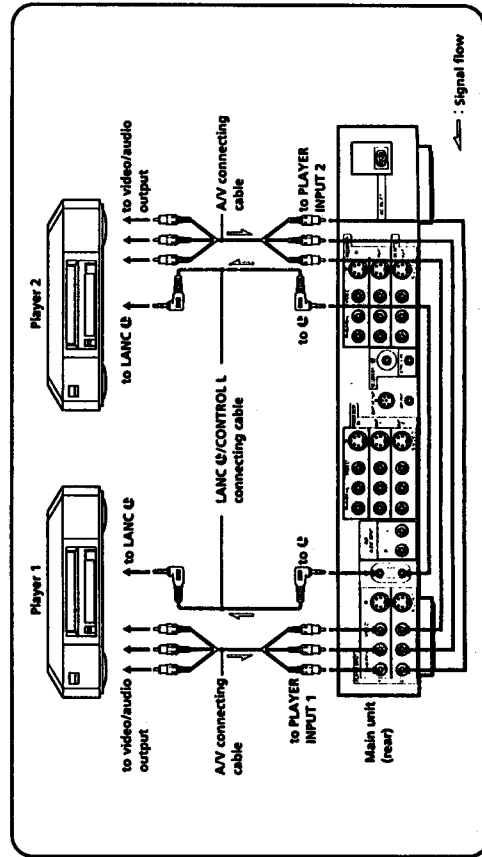 Player 1
Player 2
to video/audio
output
to LANC
to LANC
to video/audio
output
A/V connecting
cable
LANC /CONTROL L
connecting cable
A/V connecting
cable
to PLAYER
INPUT 1
to
to
to PLAYER
INPUT 2
Main unit
(rear)
: Signal flow